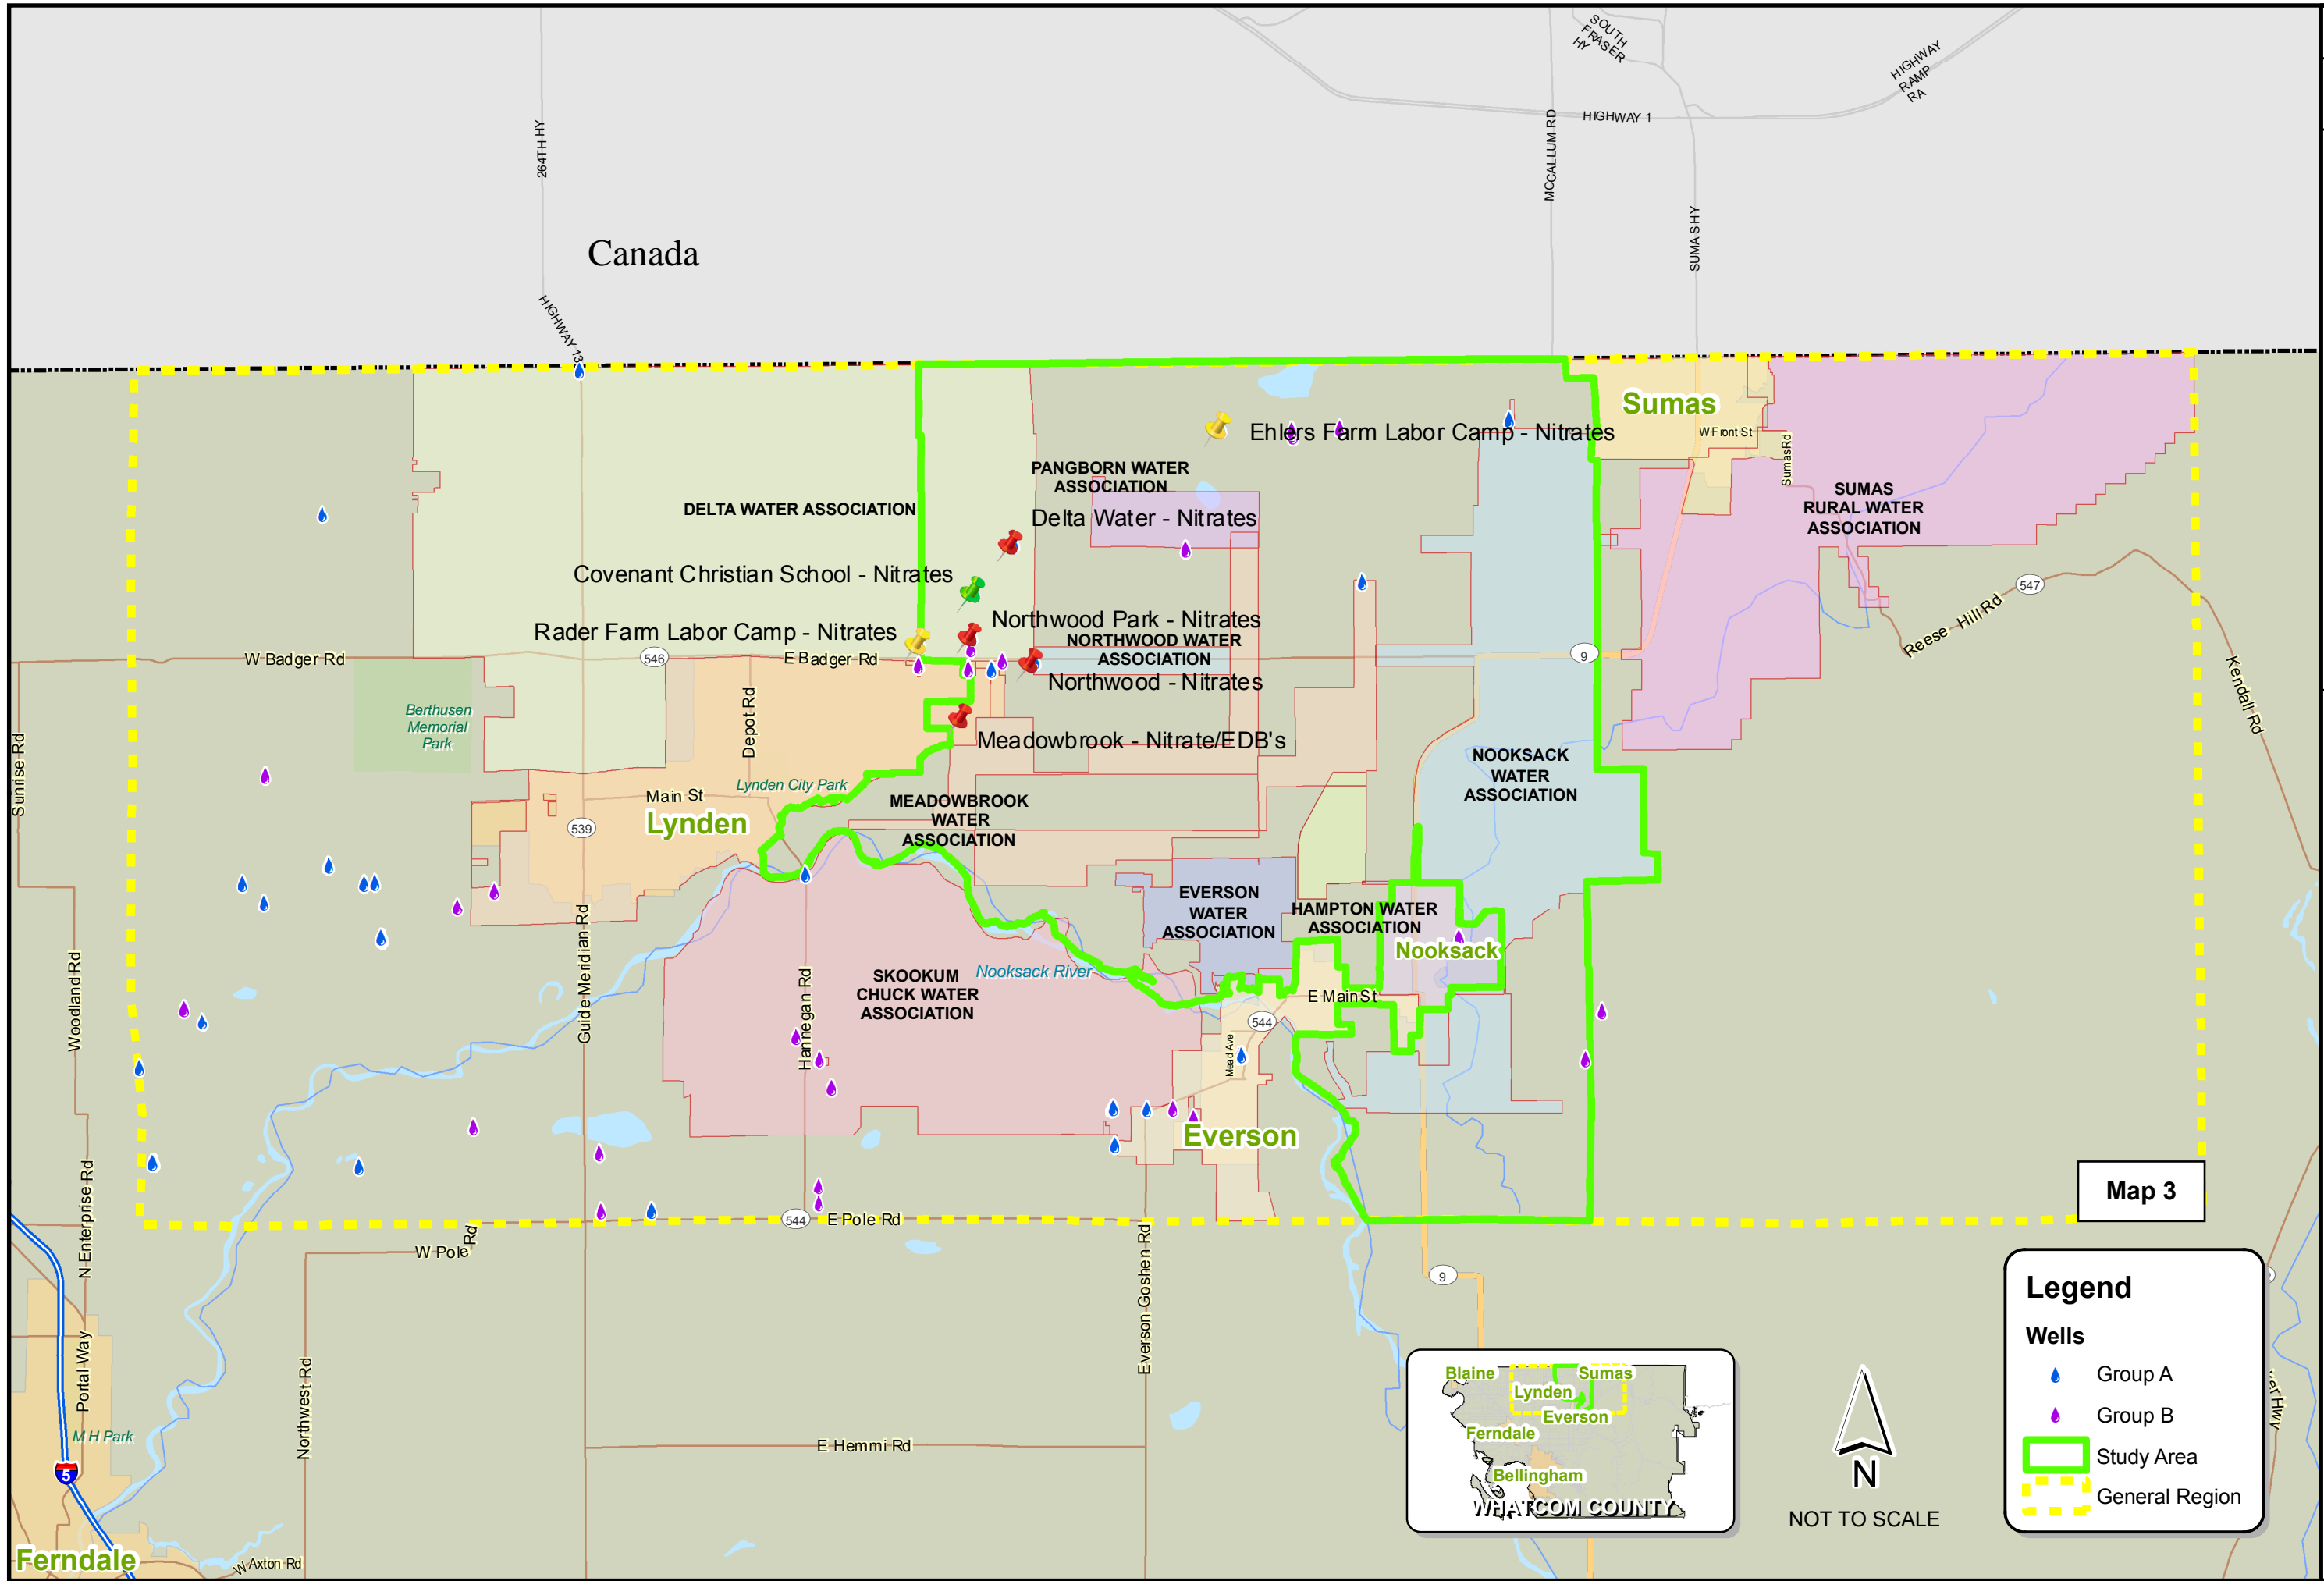 SOUTH
FRASER
HY
HIGHWAY
RAMP
RA
HIGHWAY 1
264TH HY
MCCALLUM RD
SUMAS HY
Canada
HIGHWAY 13
Sumas
W Front St
Sumas Rd
Ehlers Farm Labor Camp - Nitrates
PANGBORN WATER
ASSOCIATION
DELTA WATER ASSOCIATION
Delta Water - Nitrates
SUMAS
RURAL WATER
ASSOCIATION
Covenant Christian School - Nitrates
547
Reese Hill Rd
Northwood Park - Nitrates
Rader Farm Labor Camp - Nitrates
NORTHWOOD WATER
ASSOCIATION
W Badger Rd
546
E Badger Rd
9
Northwood - Nitrates
Kendall Rd
Berthusen
Memorial
Park
Depot Rd
Meadowbrook - Nitrate/EDB's
Sunrise Rd
NOOKSACK
WATER
ASSOCIATION
Lynden City Park
Main St
MEADOWBROOK
WATER
ASSOCIATION
539
Lynden
EVERSON
WATER
ASSOCIATION
HAMPTON WATER
ASSOCIATION
Nooksack
Guide Meridian Rd
Hannegan Rd
SKOOKUM
CHUCK WATER
ASSOCIATION
Nooksack River
Woodland Rd
E Main St
544
Mead Ave
Everson
Map 3
N Enterprise Rd
544
E Pole Rd
W Pole Rd
Everson Goshen Rd
9
Portal Way
Northwest Rd
M H Park
5
E Hemmi Rd
Ferndale
W Axton Rd
Blaine
Sumas
Lynden
Everson
Ferndale
Bellingham
WHATCOM COUNTY
N
NOT TO SCALE
Legend
Wells
Group A
Group B
Study Area
General Region